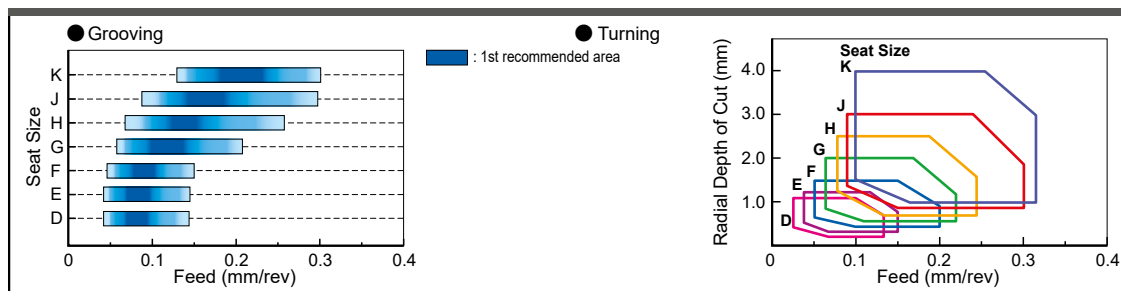 ● Grooving
K
J
H
G
F
E
D
Seat Size
0
0.1
0.2
0.3
0.4
Feed (mm/rev)
: 1st recommended area
● Turning
Seat Size
K
J
H
G
F
E
D
4.0
3.0
2.0
1.0
Radial Depth of Cut (mm)
0
0.1
0.2
0.3
0.4
Feed (mm/rev)